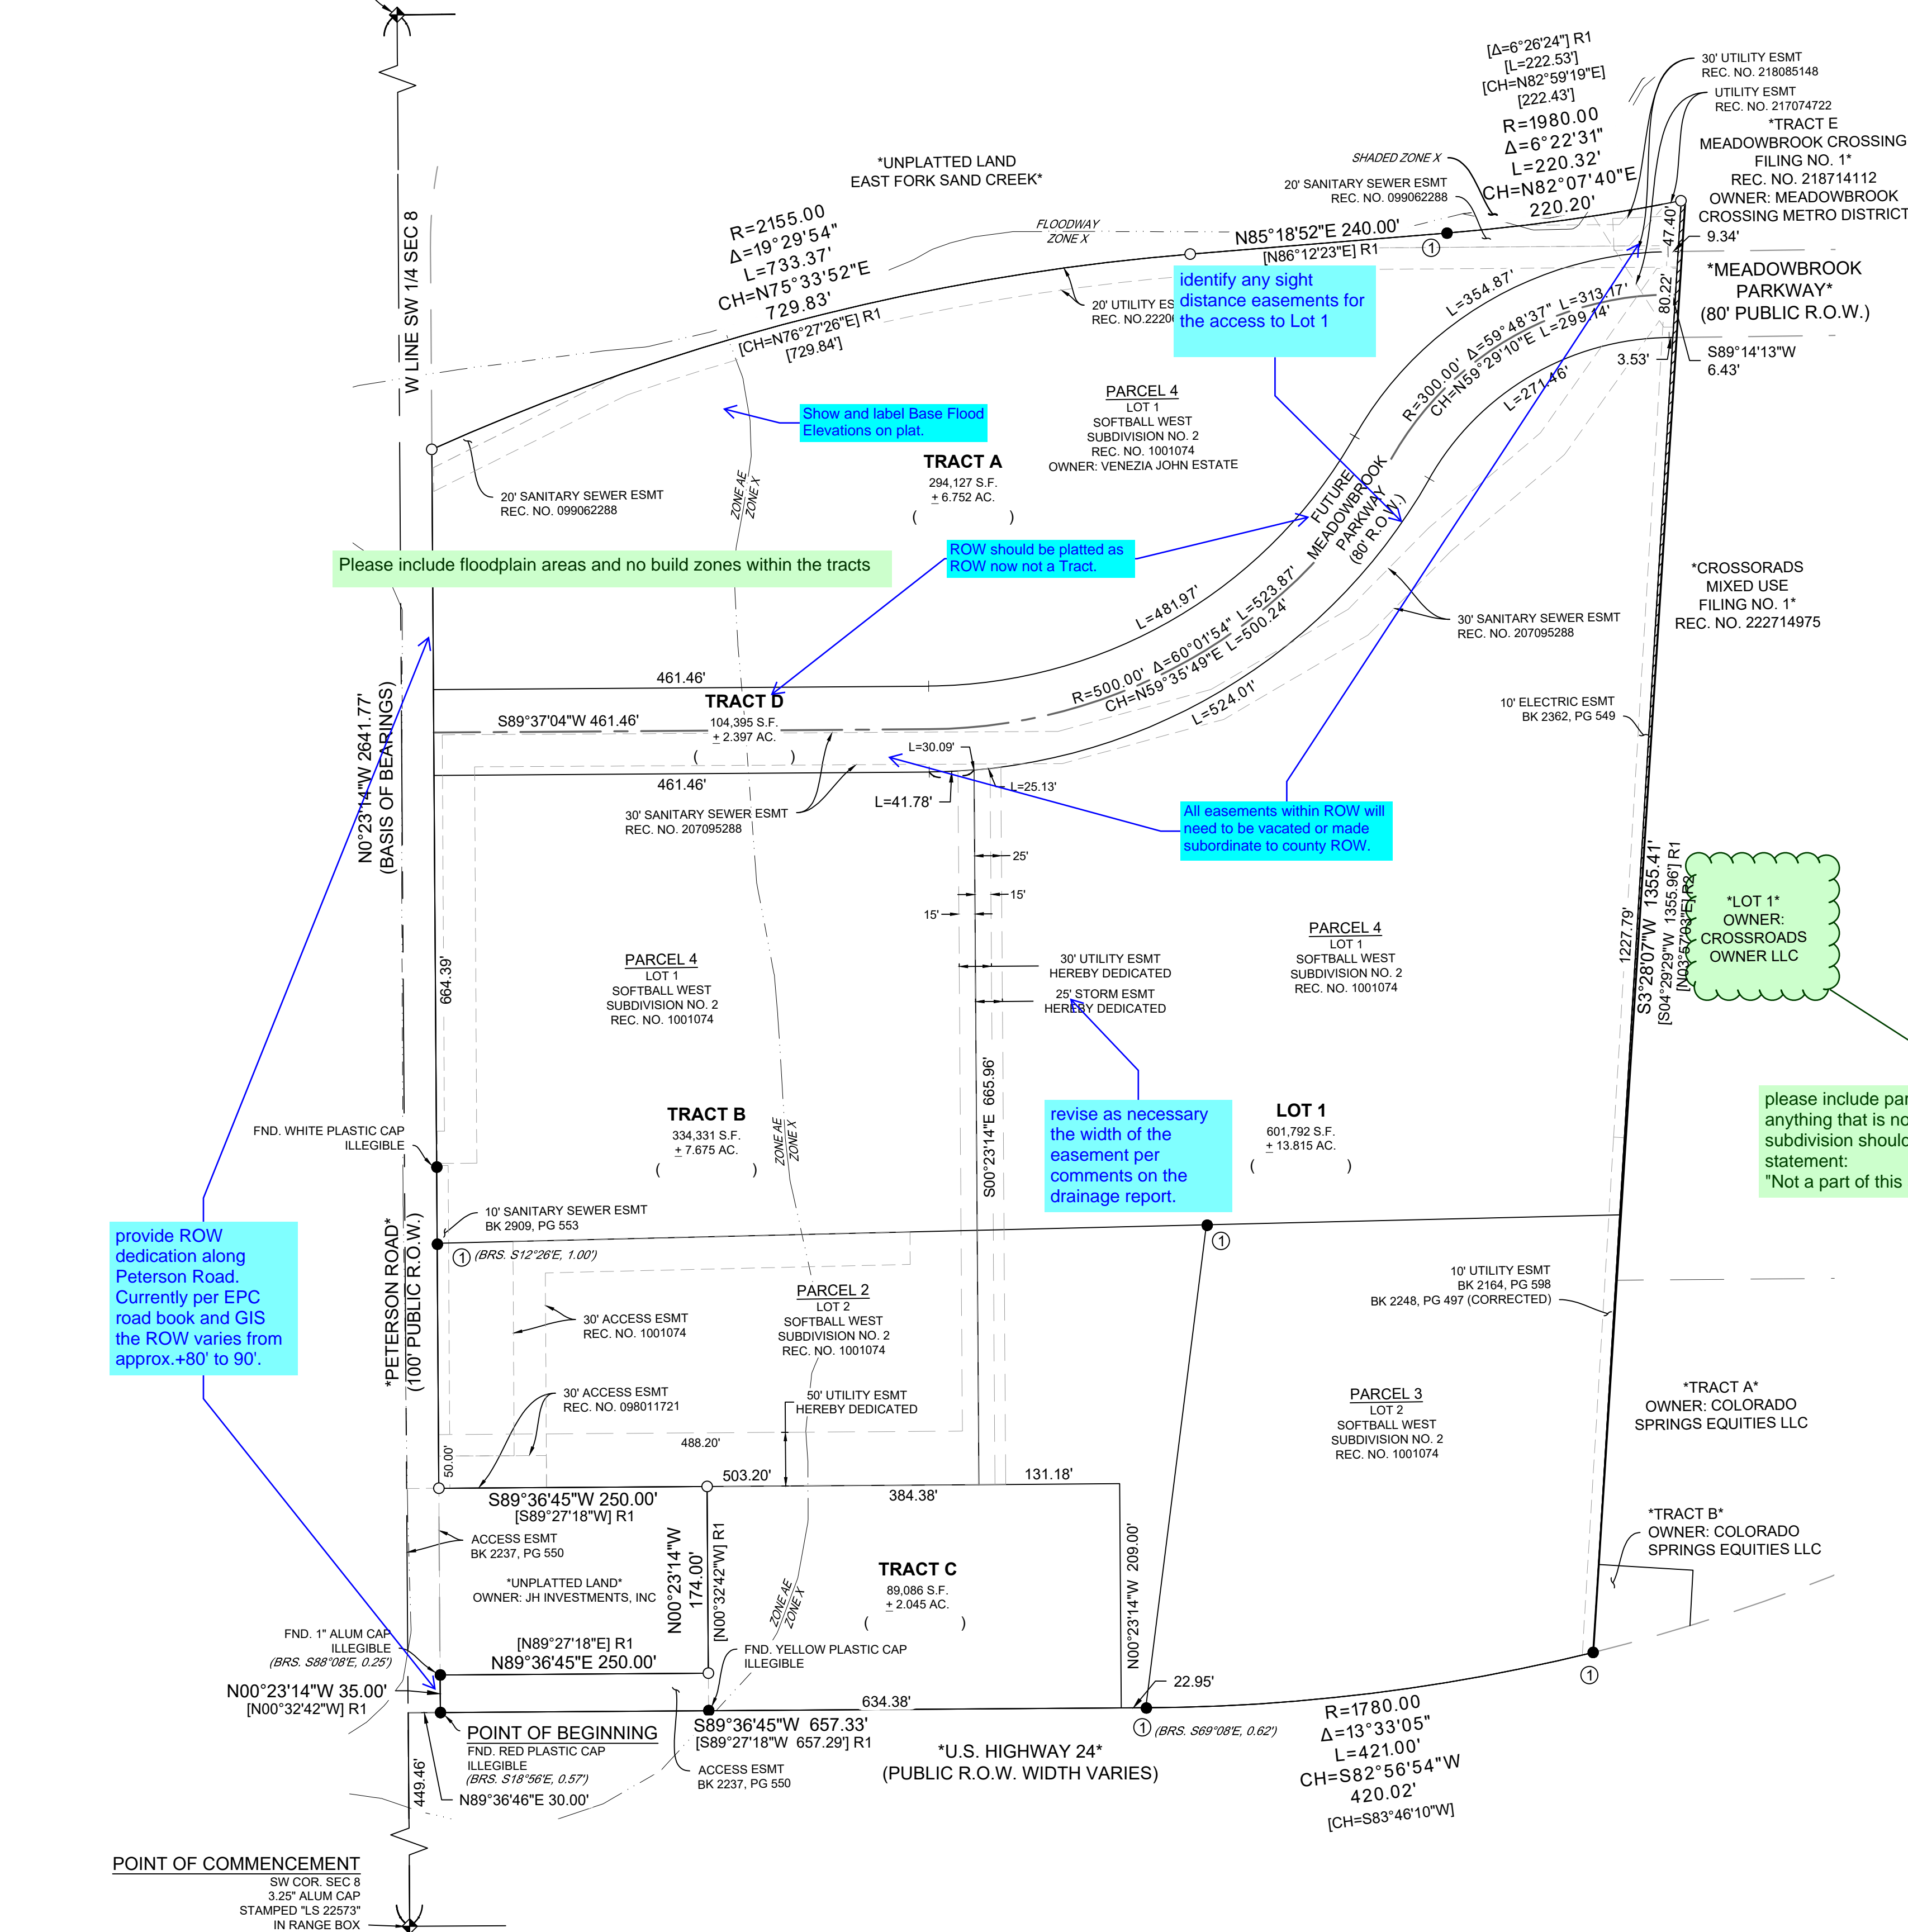 [Δ=6°26'24"] R1
[L=222.53']
[CH=N82°59'19"E]
[222.43']
R=1980.00
Δ=6°22'31"
L=220.32'
CH=N82°07'40"E
220.20'
30' UTILITY ESMT
REC. NO. 218085148
UTILITY ESMT
REC. NO. 217074722
*TRACT E
MEADOWBROOK CROSSING
FILING NO. 1*
REC. NO. 218714112
OWNER: MEADOWBROOK
CROSSING METRO DISTRICT
47.40'
9.34'
*MEADOWBROOK
PARKWAY*
(80' PUBLIC R.O.W.)
80.22'
3.53'
S89°14'13"W
6.43'
*UNPLATTED LAND
EAST FORK SAND CREEK*
SHADED ZONE X
20' SANITARY SEWER ESMT
REC. NO. 099062288
FLOODWAY
ZONE X
N85°18'52"E 240.00'
[N86°12'23"E] R1
1
R=2155.00
Δ=19°29'54"
L=733.37'
CH=N75°33'52"E
729.83'
[CH=N76°27'26"E] R1
[729.84']
W LINE SW 1/4 SEC 8
20' UTILITY ES
REC. NO.2220
identify any sight
distance easements for
the access to Lot 1
L=354.87'
R=300.00' Δ=59°48'37" L=313.17'
CH=N59°29'10"E L=299.14'
L=271.46'
Show and label Base Flood
Elevations on plat.
PARCEL 4
LOT 1
SOFTBALL WEST
SUBDIVISION NO. 2
REC. NO. 1001074
OWNER: VENEZIA JOHN ESTATE
TRACT A
294,127 S.F.
± 6.752 AC.
( )
20' SANITARY SEWER ESMT
REC. NO. 099062288
ZONE AE
ZONE X
FUTURE
MEADOWBROOK
PARKWAY
(80' R.O.W.)
Please include floodplain areas and no build zones within the tracts
ROW should be platted as
ROW now not a Tract.
*CROSSORADS
MIXED USE
FILING NO. 1*
REC. NO. 222714975
L=481.97'
R=500.00' Δ=60°01'54" L=523.87'
CH=N59°35'49"E L=500.24'
L=524.01'
30' SANITARY SEWER ESMT
REC. NO. 207095288
N0°23'14"W 2641.77'
(BASIS OF BEARINGS)
461.46'
TRACT D
104,395 S.F.
± 2.397 AC.
( )
S89°37'04"W 461.46'
461.46'
L=30.09'
L=25.13'
L=41.78'
30' SANITARY SEWER ESMT
REC. NO. 207095288
10' ELECTRIC ESMT
BK 2362, PG 549
All easements within ROW will
need to be vacated or made
subordinate to county ROW.
25'
15'
15'
1227.79'
S3°28'07"W 1355.41'
[S04°29'29"W 1355.96'] R1
[N03°57'03"E] R2
*LOT 1*
OWNER:
CROSSROADS
OWNER LLC
664.39'
PARCEL 4
LOT 1
SOFTBALL WEST
SUBDIVISION NO. 2
REC. NO. 1001074
30' UTILITY ESMT
HEREBY DEDICATED
25' STORM ESMT
HEREBY DEDICATED
PARCEL 4
LOT 1
SOFTBALL WEST
SUBDIVISION NO. 2
REC. NO. 1001074
S00°23'14"E 665.96'
FND. WHITE PLASTIC CAP
ILLEGIBLE
TRACT B
334,331 S.F.
± 7.675 AC.
( )
ZONE AE
ZONE X
revise as necessary
the width of the
easement per
comments on the
drainage report.
LOT 1
601,792 S.F.
± 13.815 AC.
( )
please include par
anything that is no
subdivision shoul
statement:
"Not a part of this
10' SANITARY SEWER ESMT
BK 2909, PG 553
1 (BRS. S12°26'E, 1.00')
1
provide ROW
dedication along
Peterson Road.
Currently per EPC
road book and GIS
the ROW varies from
approx.+80' to 90'.
*PETERSON ROAD*
(100' PUBLIC R.O.W.)
30' ACCESS ESMT
REC. NO. 1001074
PARCEL 2
LOT 2
SOFTBALL WEST
SUBDIVISION NO. 2
REC. NO. 1001074
10' UTILITY ESMT
BK 2164, PG 598
BK 2248, PG 497 (CORRECTED)
30' ACCESS ESMT
REC. NO. 098011721
50' UTILITY ESMT
HEREBY DEDICATED
PARCEL 3
LOT 2
SOFTBALL WEST
SUBDIVISION NO. 2
REC. NO. 1001074
*TRACT A*
OWNER: COLORADO
SPRINGS EQUITIES LLC
50.00'
488.20'
503.20'
131.18'
384.38'
S89°36'45"W 250.00'
[S89°27'18"W] R1
ACCESS ESMT
BK 2237, PG 550
*UNPLATTED LAND*
OWNER: JH INVESTMENTS, INC
N00°23'14"W
174.00'
[N00°32'42"W] R1
ZONE AE
ZONE X
TRACT C
89,086 S.F.
± 2.045 AC.
( )
N00°23'14"W 209.00'
*TRACT B*
OWNER: COLORADO
SPRINGS EQUITIES LLC
FND. 1" ALUM CAP
ILLEGIBLE
(BRS. S88°08'E, 0.25')
[N89°27'18"E] R1
N89°36'45"E 250.00'
FND. YELLOW PLASTIC CAP
ILLEGIBLE
N00°23'14"W 35.00'
[N00°32'42"W] R1
22.95'
634.38'
1
1 (BRS. S69°08'E, 0.62')
POINT OF BEGINNING
FND. RED PLASTIC CAP
ILLEGIBLE
(BRS. S18°56'E, 0.57')
S89°36'45"W 657.33'
[S89°27'18"W 657.29'] R1
ACCESS ESMT
BK 2237, PG 550
*U.S. HIGHWAY 24*
(PUBLIC R.O.W. WIDTH VARIES)
R=1780.00
Δ=13°33'05"
L=421.00'
CH=S82°56'54"W
420.02'
[CH=S83°46'10"W]
449.46'
N89°36'46"E 30.00'
POINT OF COMMENCEMENT
SW COR. SEC 8
3.25" ALUM CAP
STAMPED "LS 22573"
IN RANGE BOX